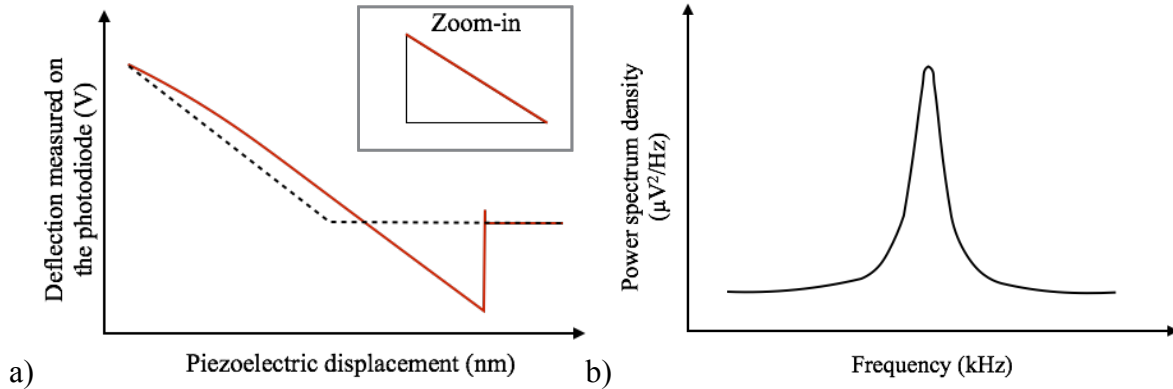 Zoom-in
Deflection measured on
the photodiode (V)
Piezoelectric displacement (nm)
a)
Power spectrum density
(μV²/Hz)
Frequency (kHz)
b)